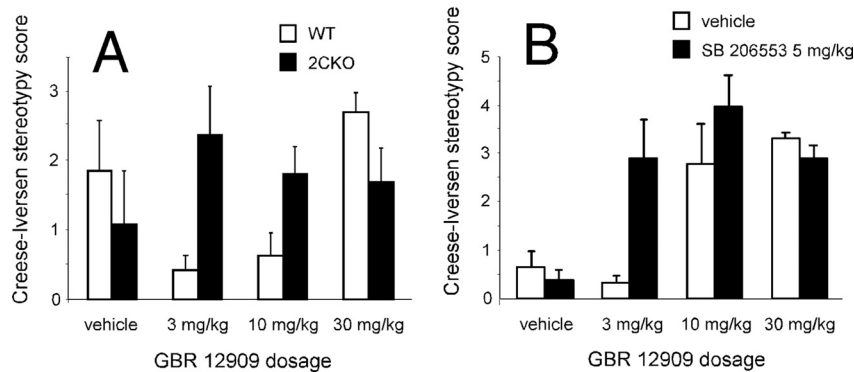 A
WT
2CKO
Creese-Iversen stereotypy score
3
2
1
0
vehicle 3 mg/kg 10 mg/kg 30 mg/kg
GBR 12909 dosage
B
vehicle
SB 206553 5 mg/kg
Creese-Iversen stereotypy score
5
4
3
2
1
0
vehicle 3 mg/kg 10 mg/kg 30 mg/kg
GBR 12909 dosage